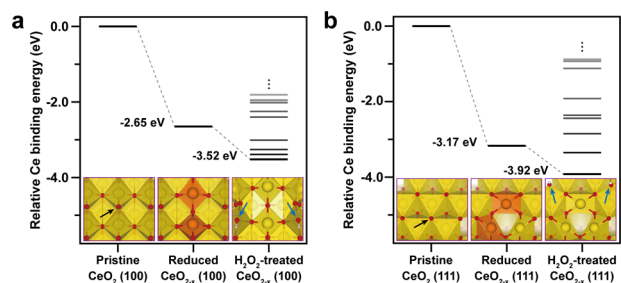 a
Relative Ce binding energy (eV)
0.0
-2.0
-4.0
-2.65 eV
-3.52 eV
Pristine
CeO₂ (100)
Reduced
CeO₂₋ₓ (100)
H₂O₂-treated
CeO₂₋ₓ (100)
b
Relative Ce binding energy (eV)
0.0
-2.0
-4.0
-3.17 eV
-3.92 eV
Pristine
CeO₂ (111)
Reduced
CeO₂₋ₓ (111)
H₂O₂-treated
CeO₂₋ₓ (111)